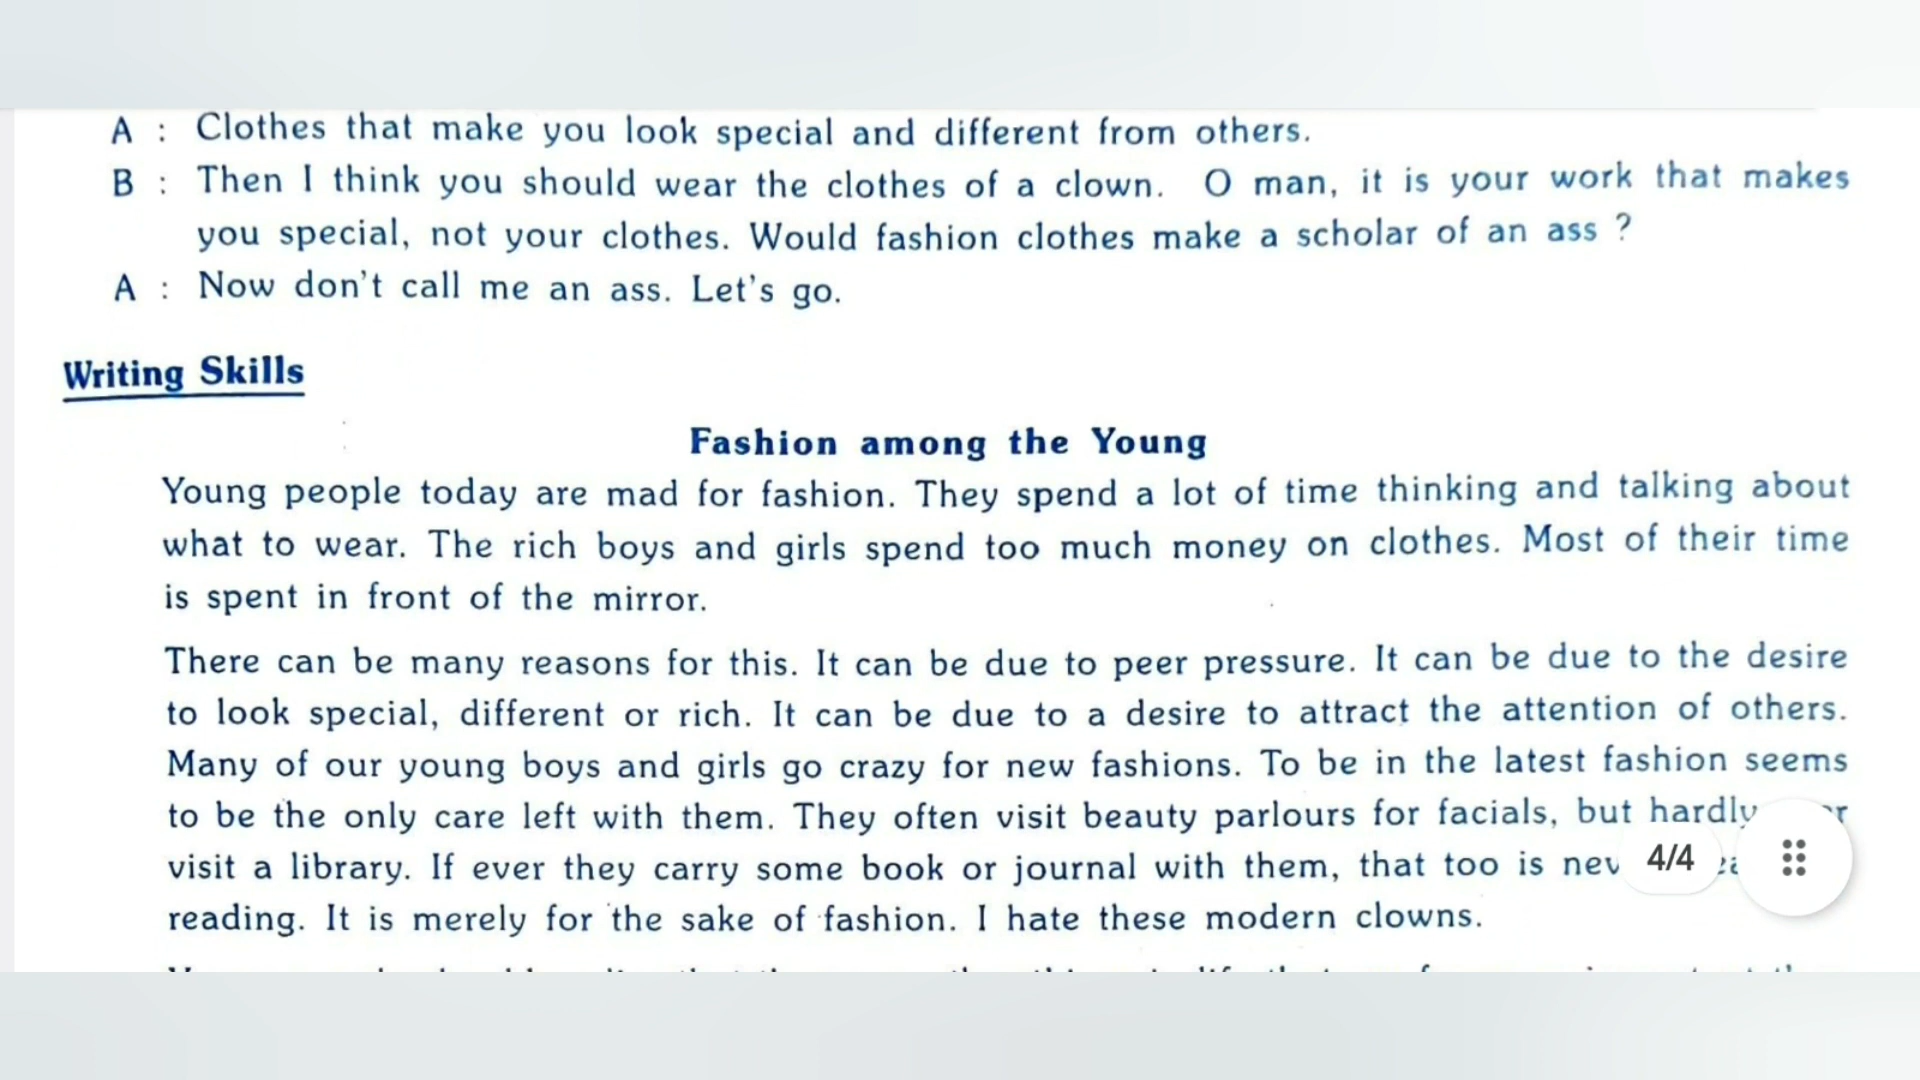 A : Clothes that make you look special and different from others.
B : Then I think you should wear the clothes of a clown. O man, it is your work that makes
you special, not your clothes. Would fashion clothes make a scholar of an ass ?
A : Now don't call me an ass. Let's go.
Writing Skills
Fashion among the Young
Young people today are mad for fashion. They spend a lot of time thinking and talking about
what to wear. The rich boys and girls spend too much money on clothes. Most of their time
is spent in front of the mirror.
There can be many reasons for this. It can be due to peer pressure. It can be due to the desire
to look special, different or rich. It can be due to a desire to attract the attention of others.
Many of our young boys and girls go crazy for new fashions. To be in the latest fashion seems
to be the only care left with them. They often visit beauty parlours for facials, but hardly
visit a library. If ever they carry some book or journal with them, that too is
4/4
reading. It is merely for the sake of fashion. I hate these modern clowns.